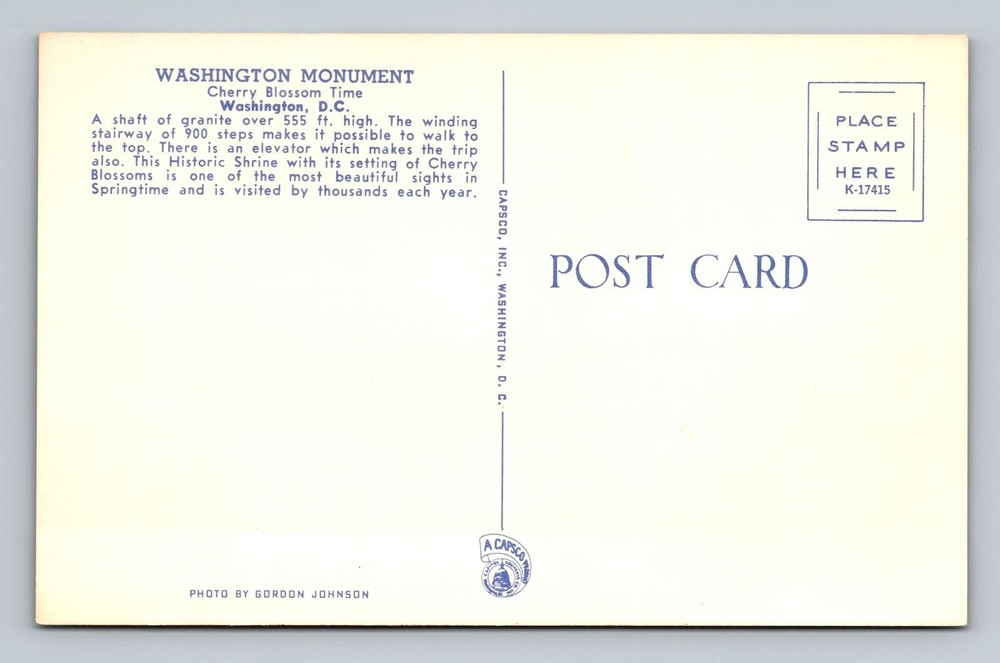 WASHINGTON MONUMENT
Cherry Blossom Time
Washington, D.C.
A shaft of granite over 555 ft. high. The winding
stairway of 900 steps makes it possible to walk to
the top. There is an elevator which makes the trip
also. This Historic Shrine with its setting of Cherry
Blossoms is one of the most beautiful sights in
Springtime and is visited by thousands each year.
PHOTO BY GORDON JOHNSON
CAPSCO, INC., WASHINGTON, D. C.
A CAPSCO PRODUCT
PLACE
STAMP
HERE
K-17415
POST CARD